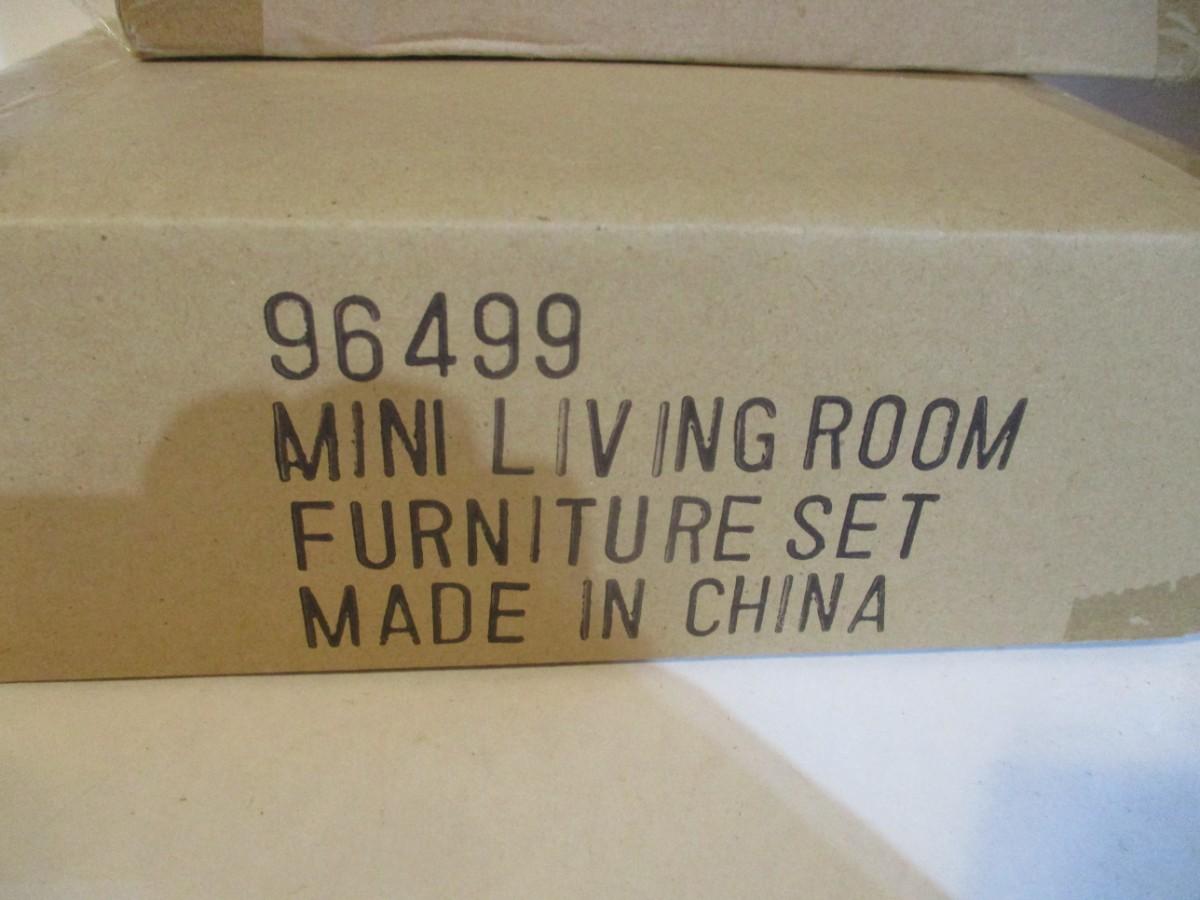 96499
MINI LIVING ROOM
FURNITURE SET
MADE IN CHINA